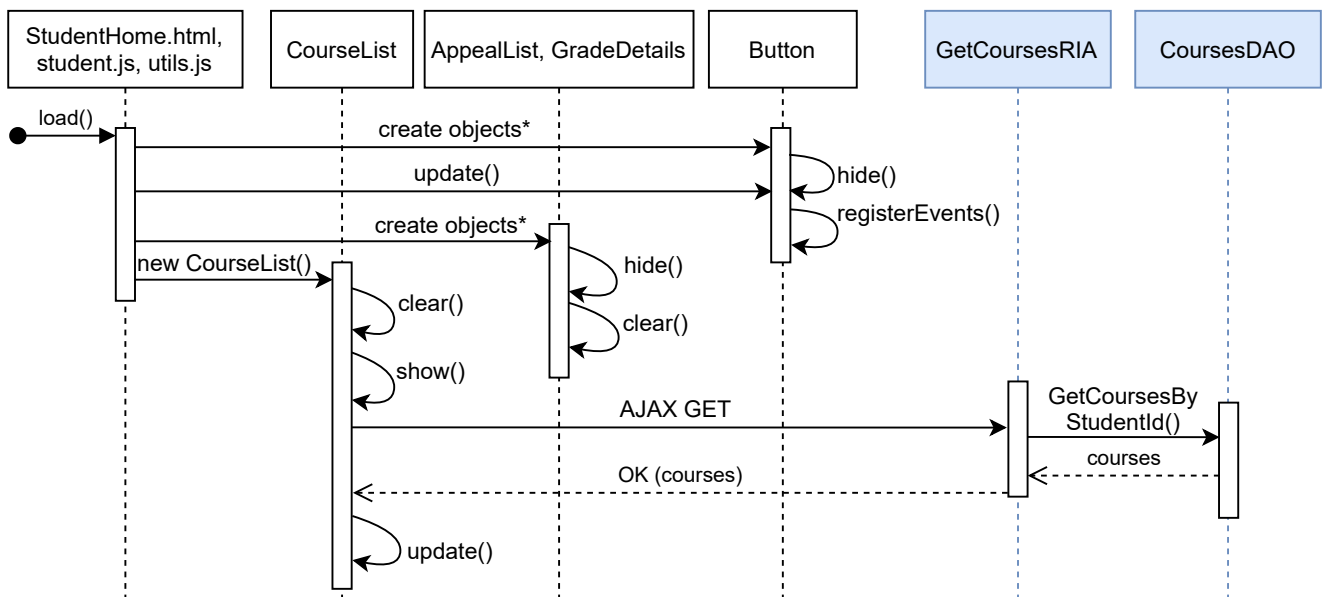 StudentHome.html,
student.js, utils.js
CourseList
AppealList, GradeDetails
Button
GetCoursesRIA
CoursesDAO
load()
create objects*
hide()
update()
registerEvents()
create objects*
new CourseList()
hide()
clear()
clear()
show()
AJAX GET
GetCoursesBy
StudentId()
courses
OK (courses)
update()